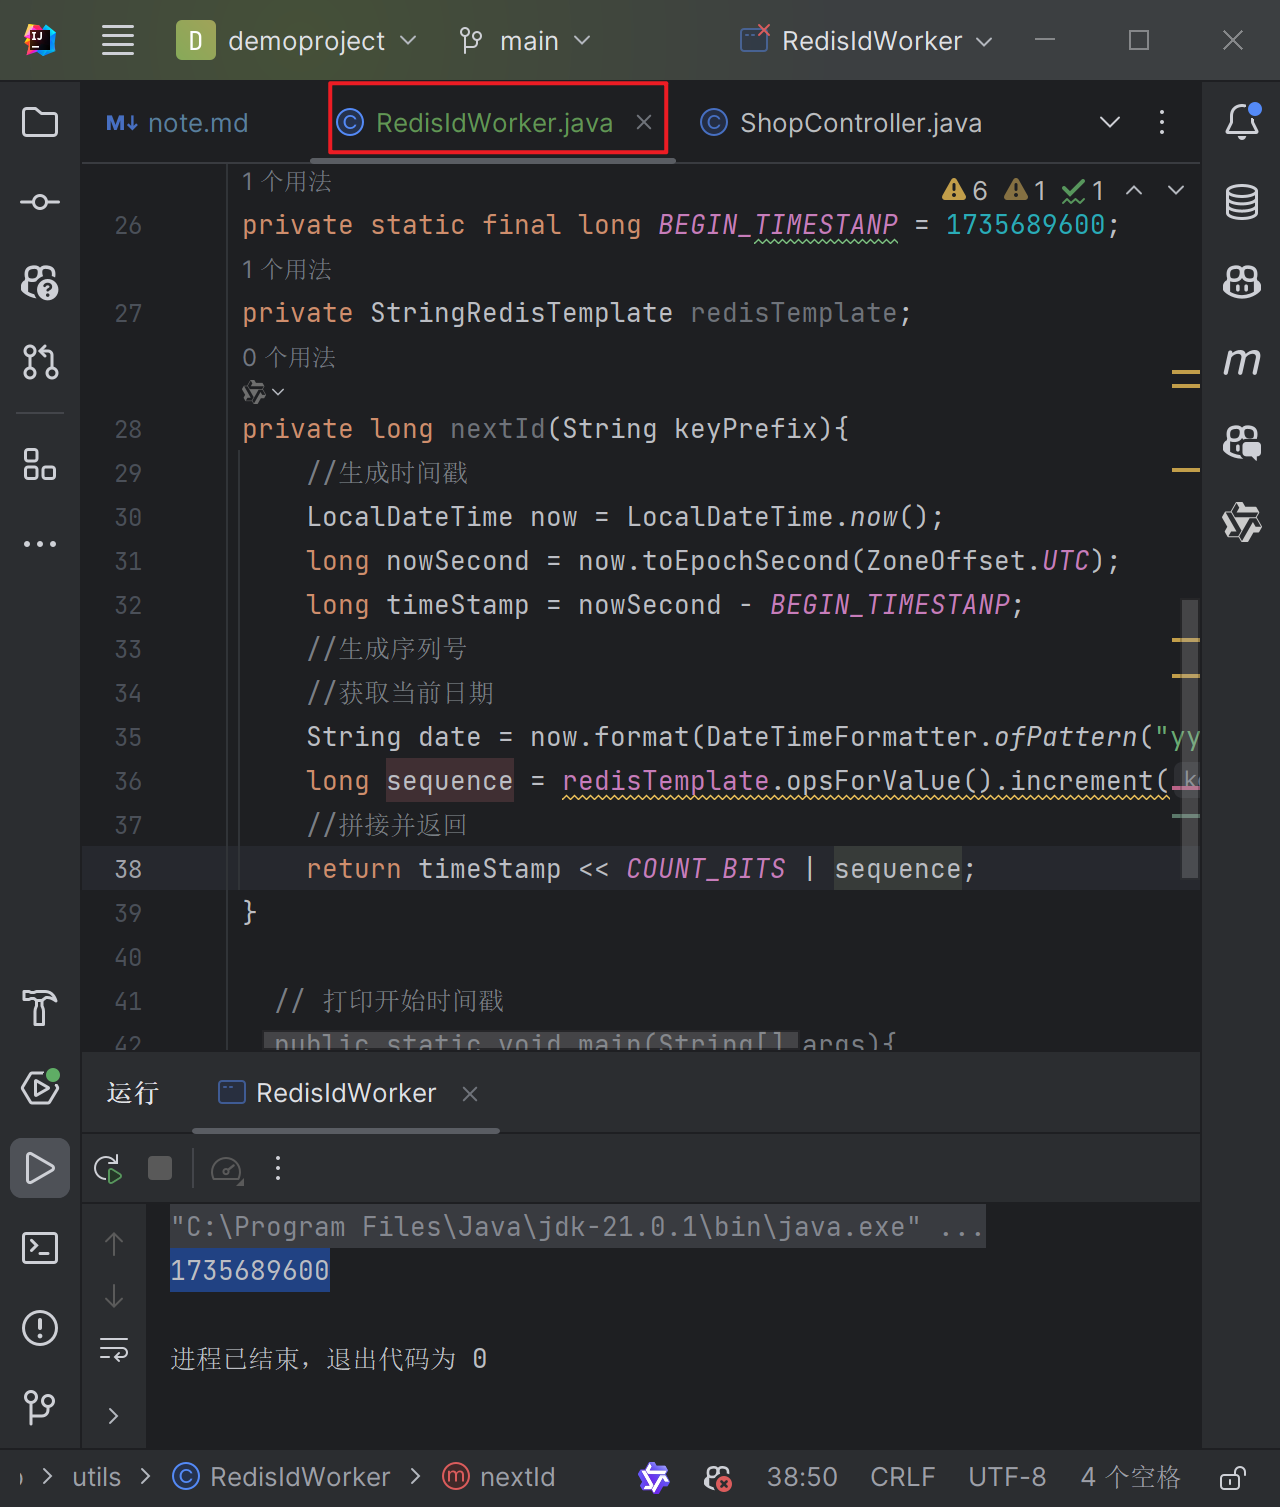 D demoproject main RedisIdWorker
M↓ note.md RedisIdWorker.java ShopController.java
1 个用法
6 1 1
26 private static final long BEGIN_TIMESTANP = 1735689600;
1 个用法
27 private StringRedisTemplate redisTemplate;
0 个用法
28 private long nextId(String keyPrefix){
29 //生成时间戳
30 LocalDateTime now = LocalDateTime.now();
31 long nowSecond = now.toEpochSecond(ZoneOffset.UTC);
32 long timeStamp = nowSecond - BEGIN_TIMESTANP;
33 //生成序列号
34 //获取当前日期
35 String date = now.format(DateTimeFormatter.ofPattern("yy
36 long sequence = redisTemplate.opsForValue().increment(
37 //拼接并返回
38 return timeStamp << COUNT_BITS | sequence;
39 }
40
41 // 打印开始时间戳
42 public static void main(String[] args){
运行 RedisIdWorker
"C:\Program Files\Java\jdk-21.0.1\bin\java.exe" ...
1735689600
进程已结束，退出代码为 0
utils RedisIdWorker nextId 38:50 CRLF UTF-8 4 个空格